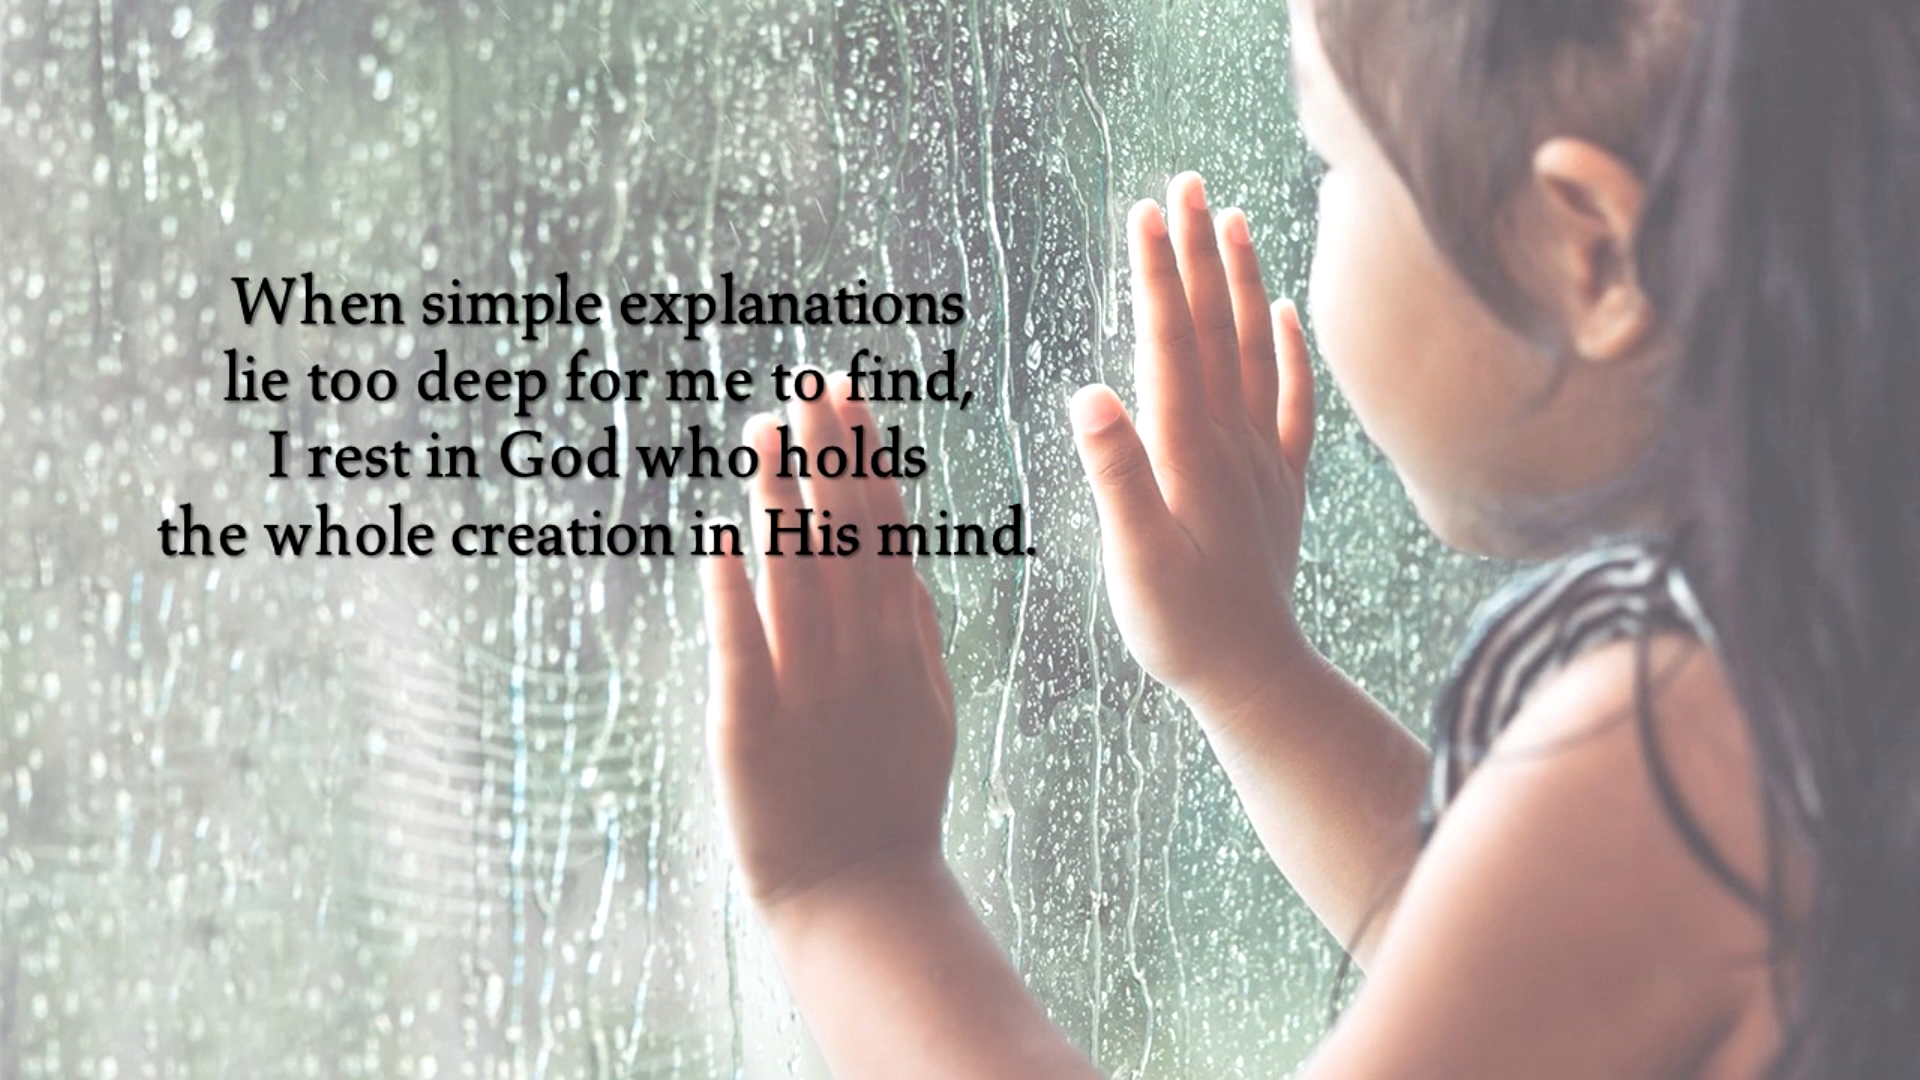 When simple explanations
lie too deep for me to find,
I rest in God who holds
the whole creation in His mind.